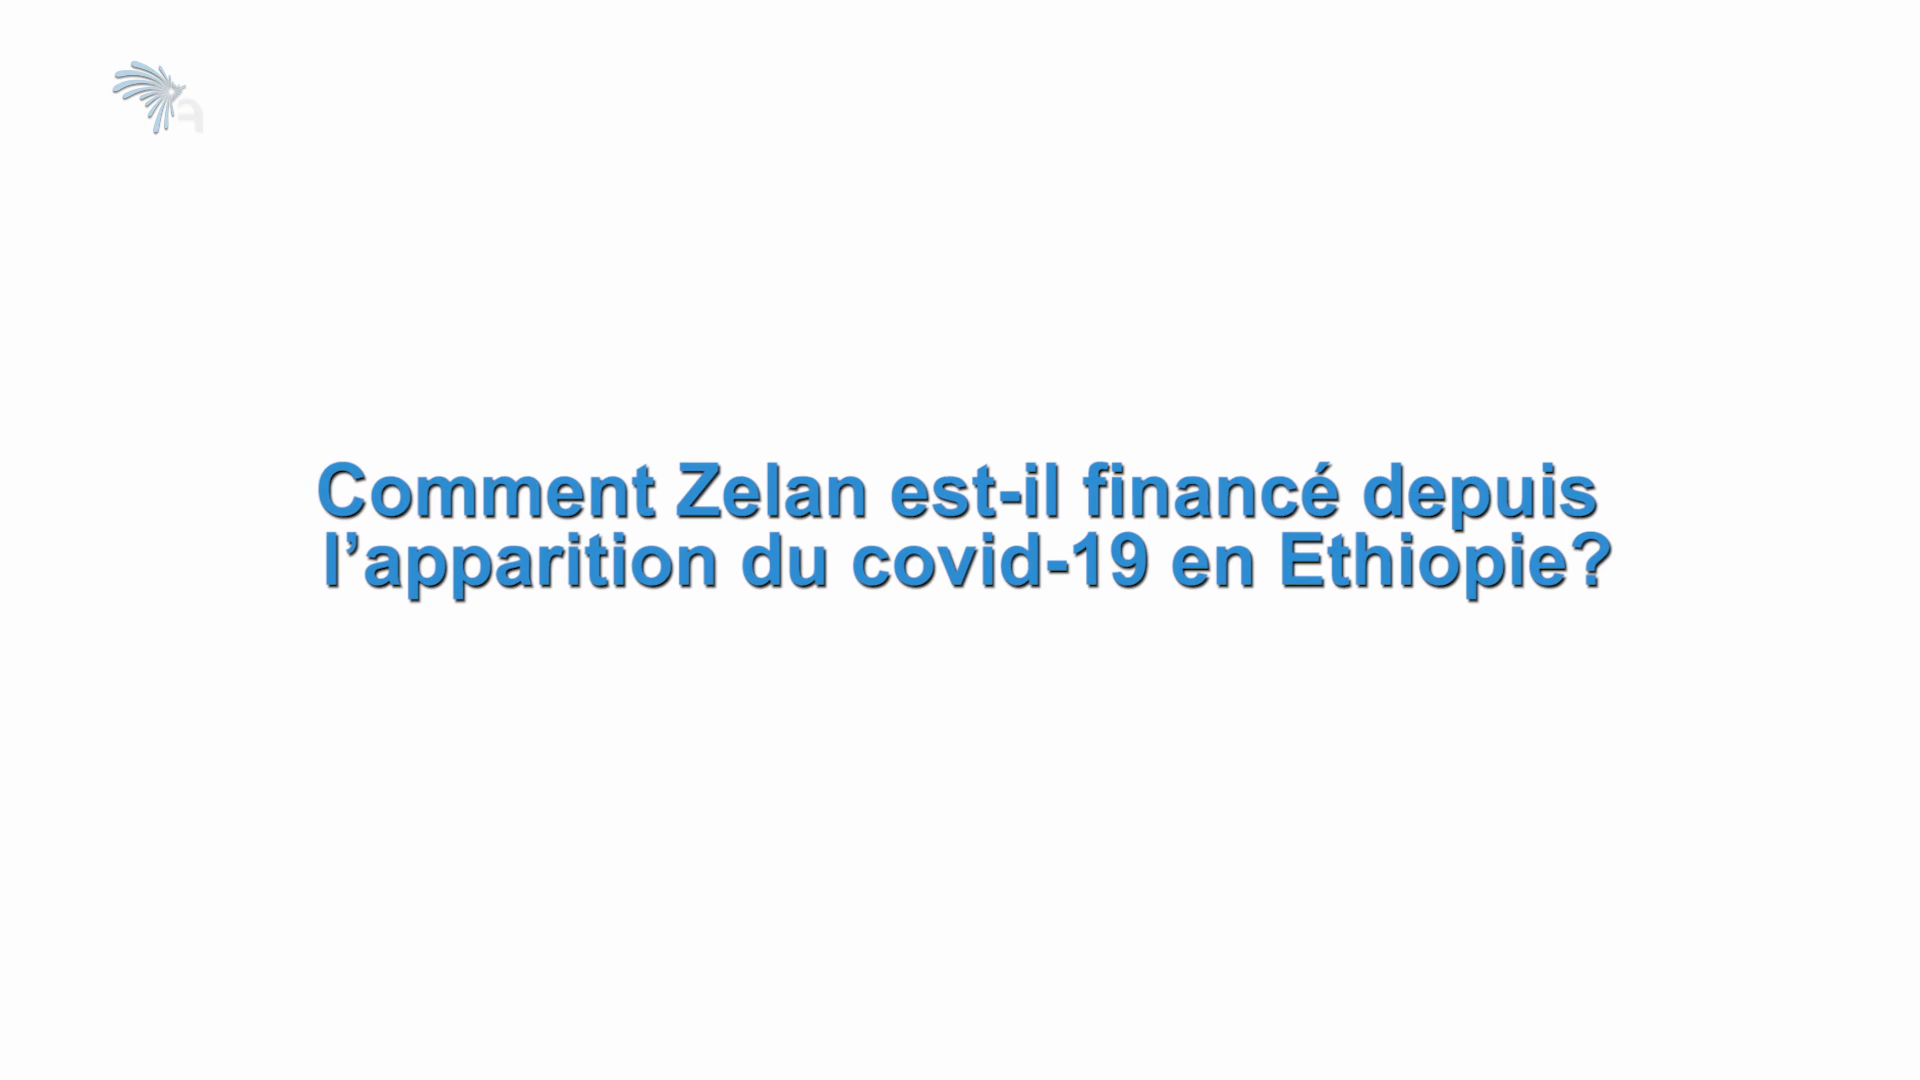 Comment Zelan est-il financé depuis
l’apparition du covid-19 en Ethiopie?